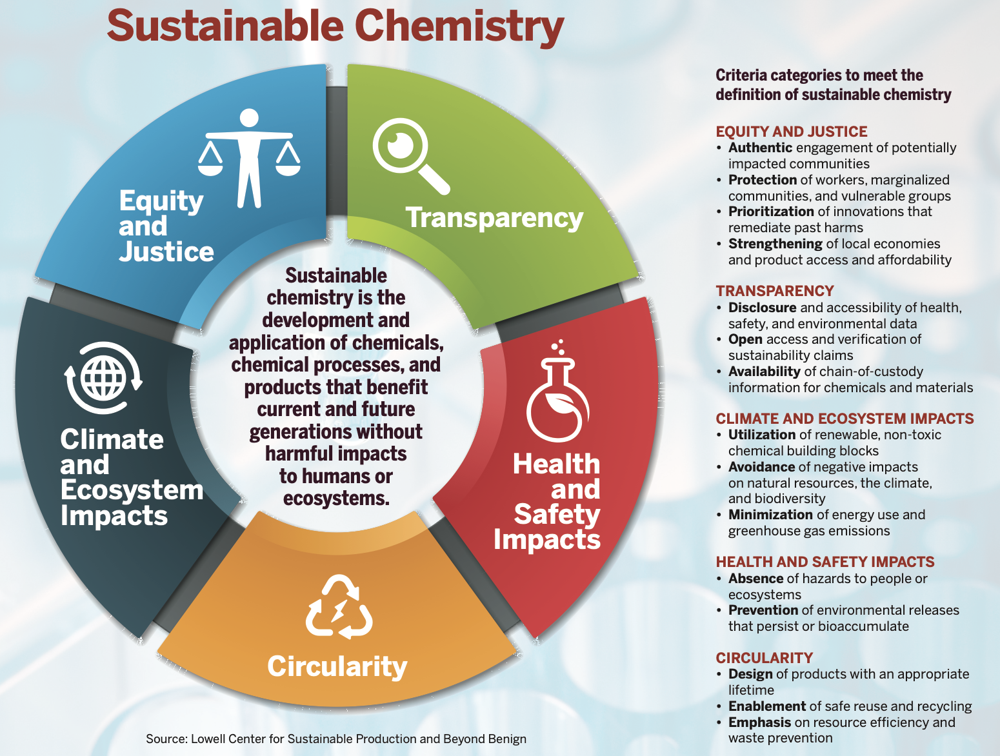 Sustainable Chemistry
Equity
and
Justice
Transparency
Climate
and
Ecosystem
Impacts
Health
and
Safety
Impacts
Circularity
Sustainable
chemistry is the
development and
application of chemicals,
chemical processes, and
products that benefit
current and future
generations without
harmful impacts
to humans or
ecosystems.
Criteria categories to meet the
definition of sustainable chemistry
EQUITY AND JUSTICE
• Authentic engagement of potentially
impacted communities
• Protection of workers, marginalized
communities, and vulnerable groups
• Prioritization of innovations that
remediate past harms
• Strengthening of local economies
and product access and affordability
TRANSPARENCY
• Disclosure and accessibility of health,
safety, and environmental data
• Open access and verification of
sustainability claims
• Availability of chain-of-custody
information for chemicals and materials
CLIMATE AND ECOSYSTEM IMPACTS
• Utilization of renewable, non-toxic
chemical building blocks
• Avoidance of negative impacts
on natural resources, the climate,
and biodiversity
• Minimization of energy use and
greenhouse gas emissions
HEALTH AND SAFETY IMPACTS
• Absence of hazards to people or
ecosystems
• Prevention of environmental releases
that persist or bioaccumulate
CIRCULARITY
• Design of products with an appropriate
lifetime
• Enablement of safe reuse and recycling
• Emphasis on resource efficiency and
waste prevention
Source: Lowell Center for Sustainable Production and Beyond Benign